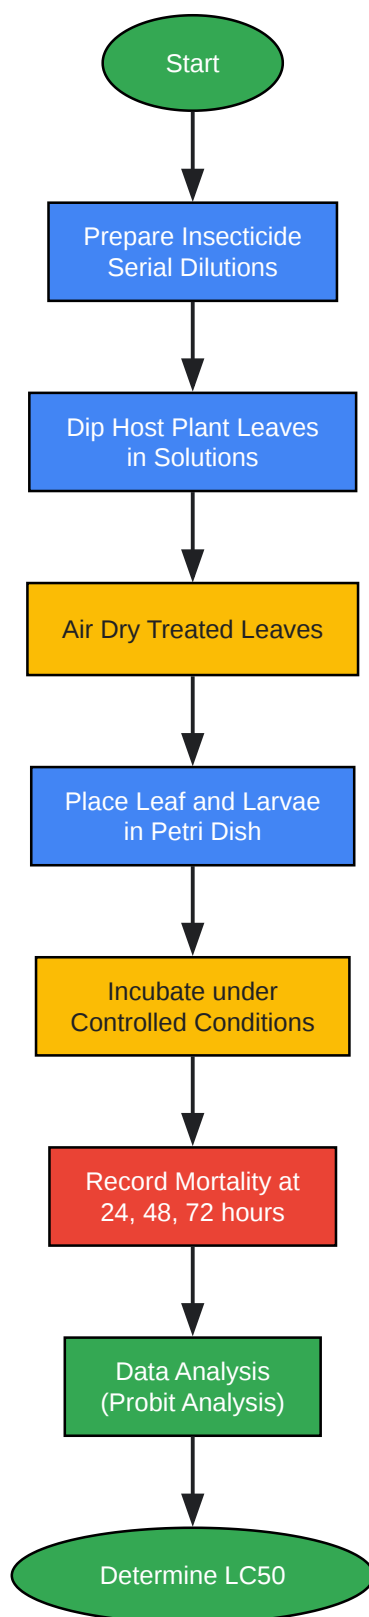 Start
Prepare Insecticide
Serial Dilutions
Dip Host Plant Leaves
in Solutions
Air Dry Treated Leaves
Place Leaf and Larvae
in Petri Dish
Incubate under
Controlled Conditions
Record Mortality at
24, 48, 72 hours
Data Analysis
(Probit Analysis)
Determine LC50